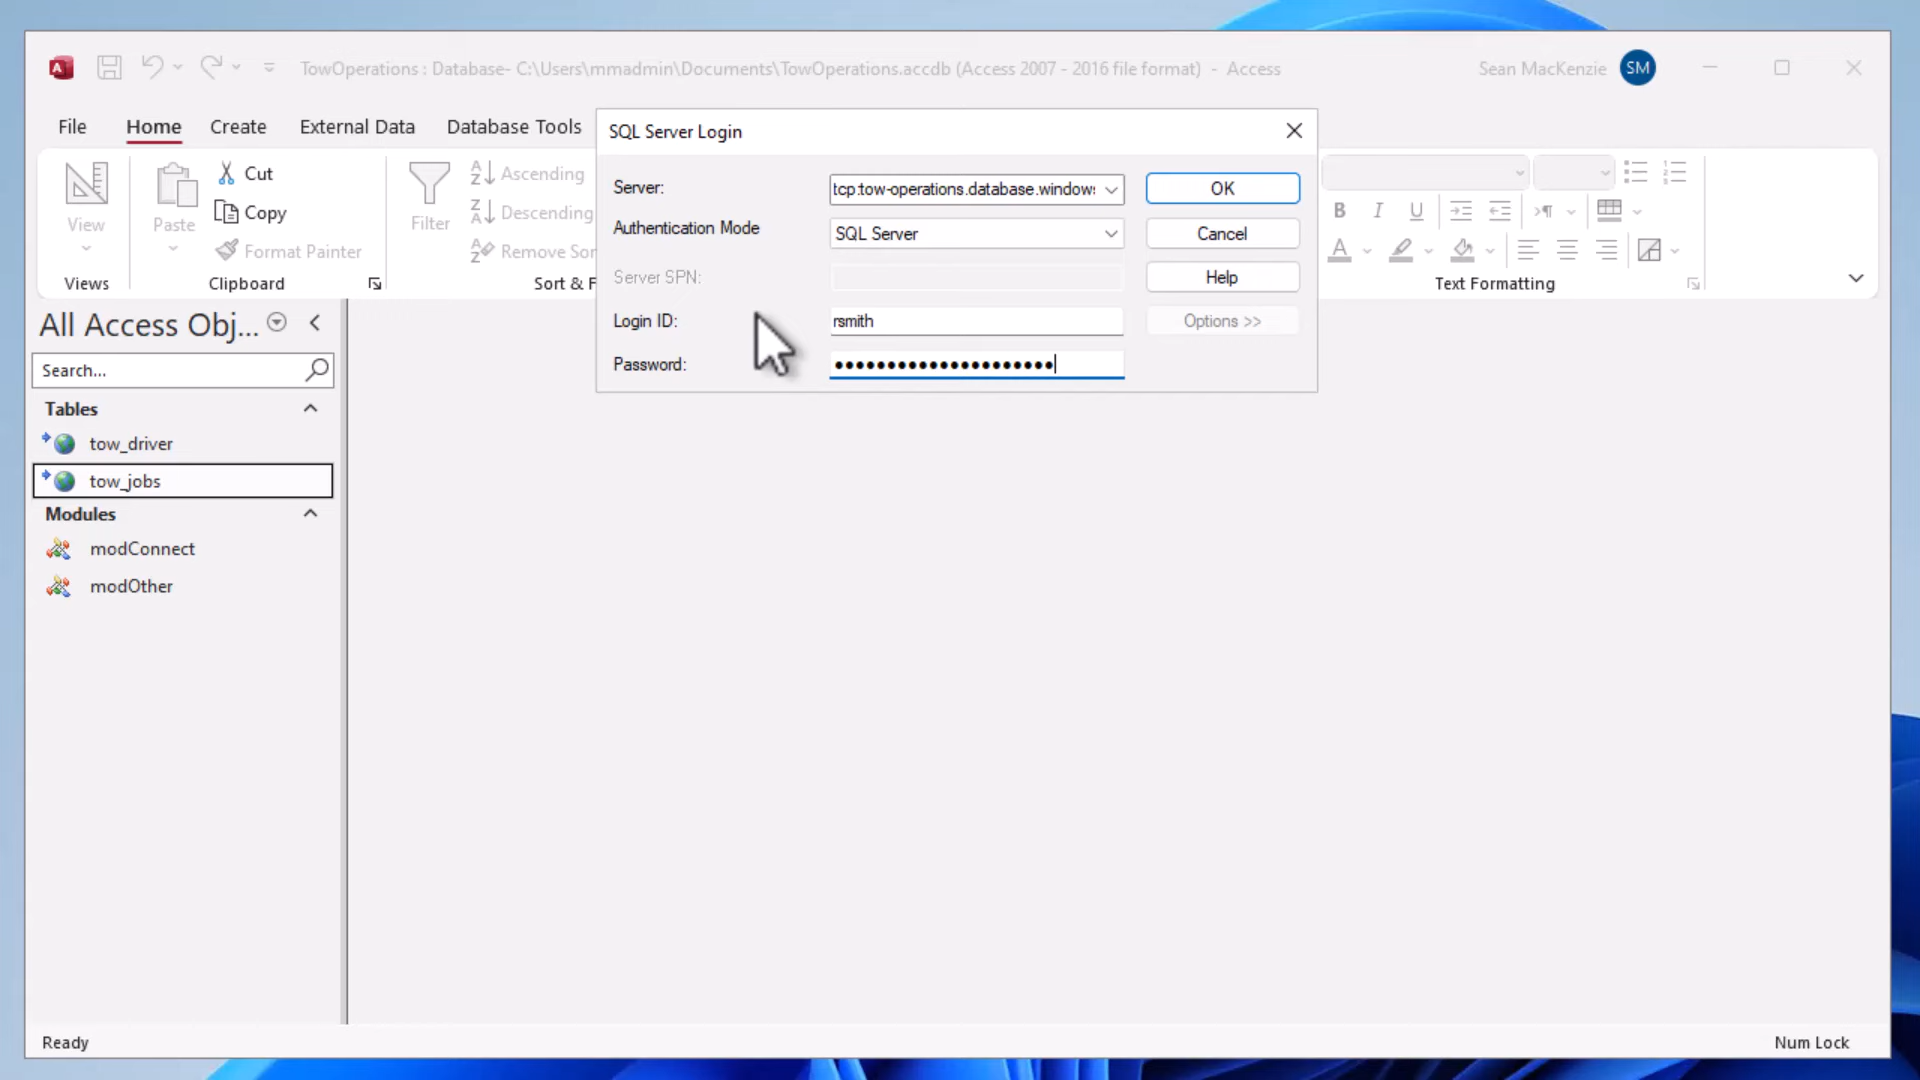 TowOperations : Database- C:\Users\mmadmin\Documents\TowOperations.accdb (Access 2007 - 2016 file format) - Access
Sean MacKenzie SM
File Home Create External Data Database Tools
View
Views
Paste
Cut
Copy
Format Painter
Clipboard
Filter
Ascending
Descending
Remove Sor
Sort & F
Text Formatting
SQL Server Login
Server: tcp:tow-operations.database.windows OK
Authentication Mode SQL Server Cancel
Server SPN: Help
Login ID: rsmith Options >>
Password: ●●●●●●●●●●●●●●●●●●●●●
All Access Obj...
Search...
Tables
tow_driver
tow_jobs
Modules
modConnect
modOther
Ready
Num Lock